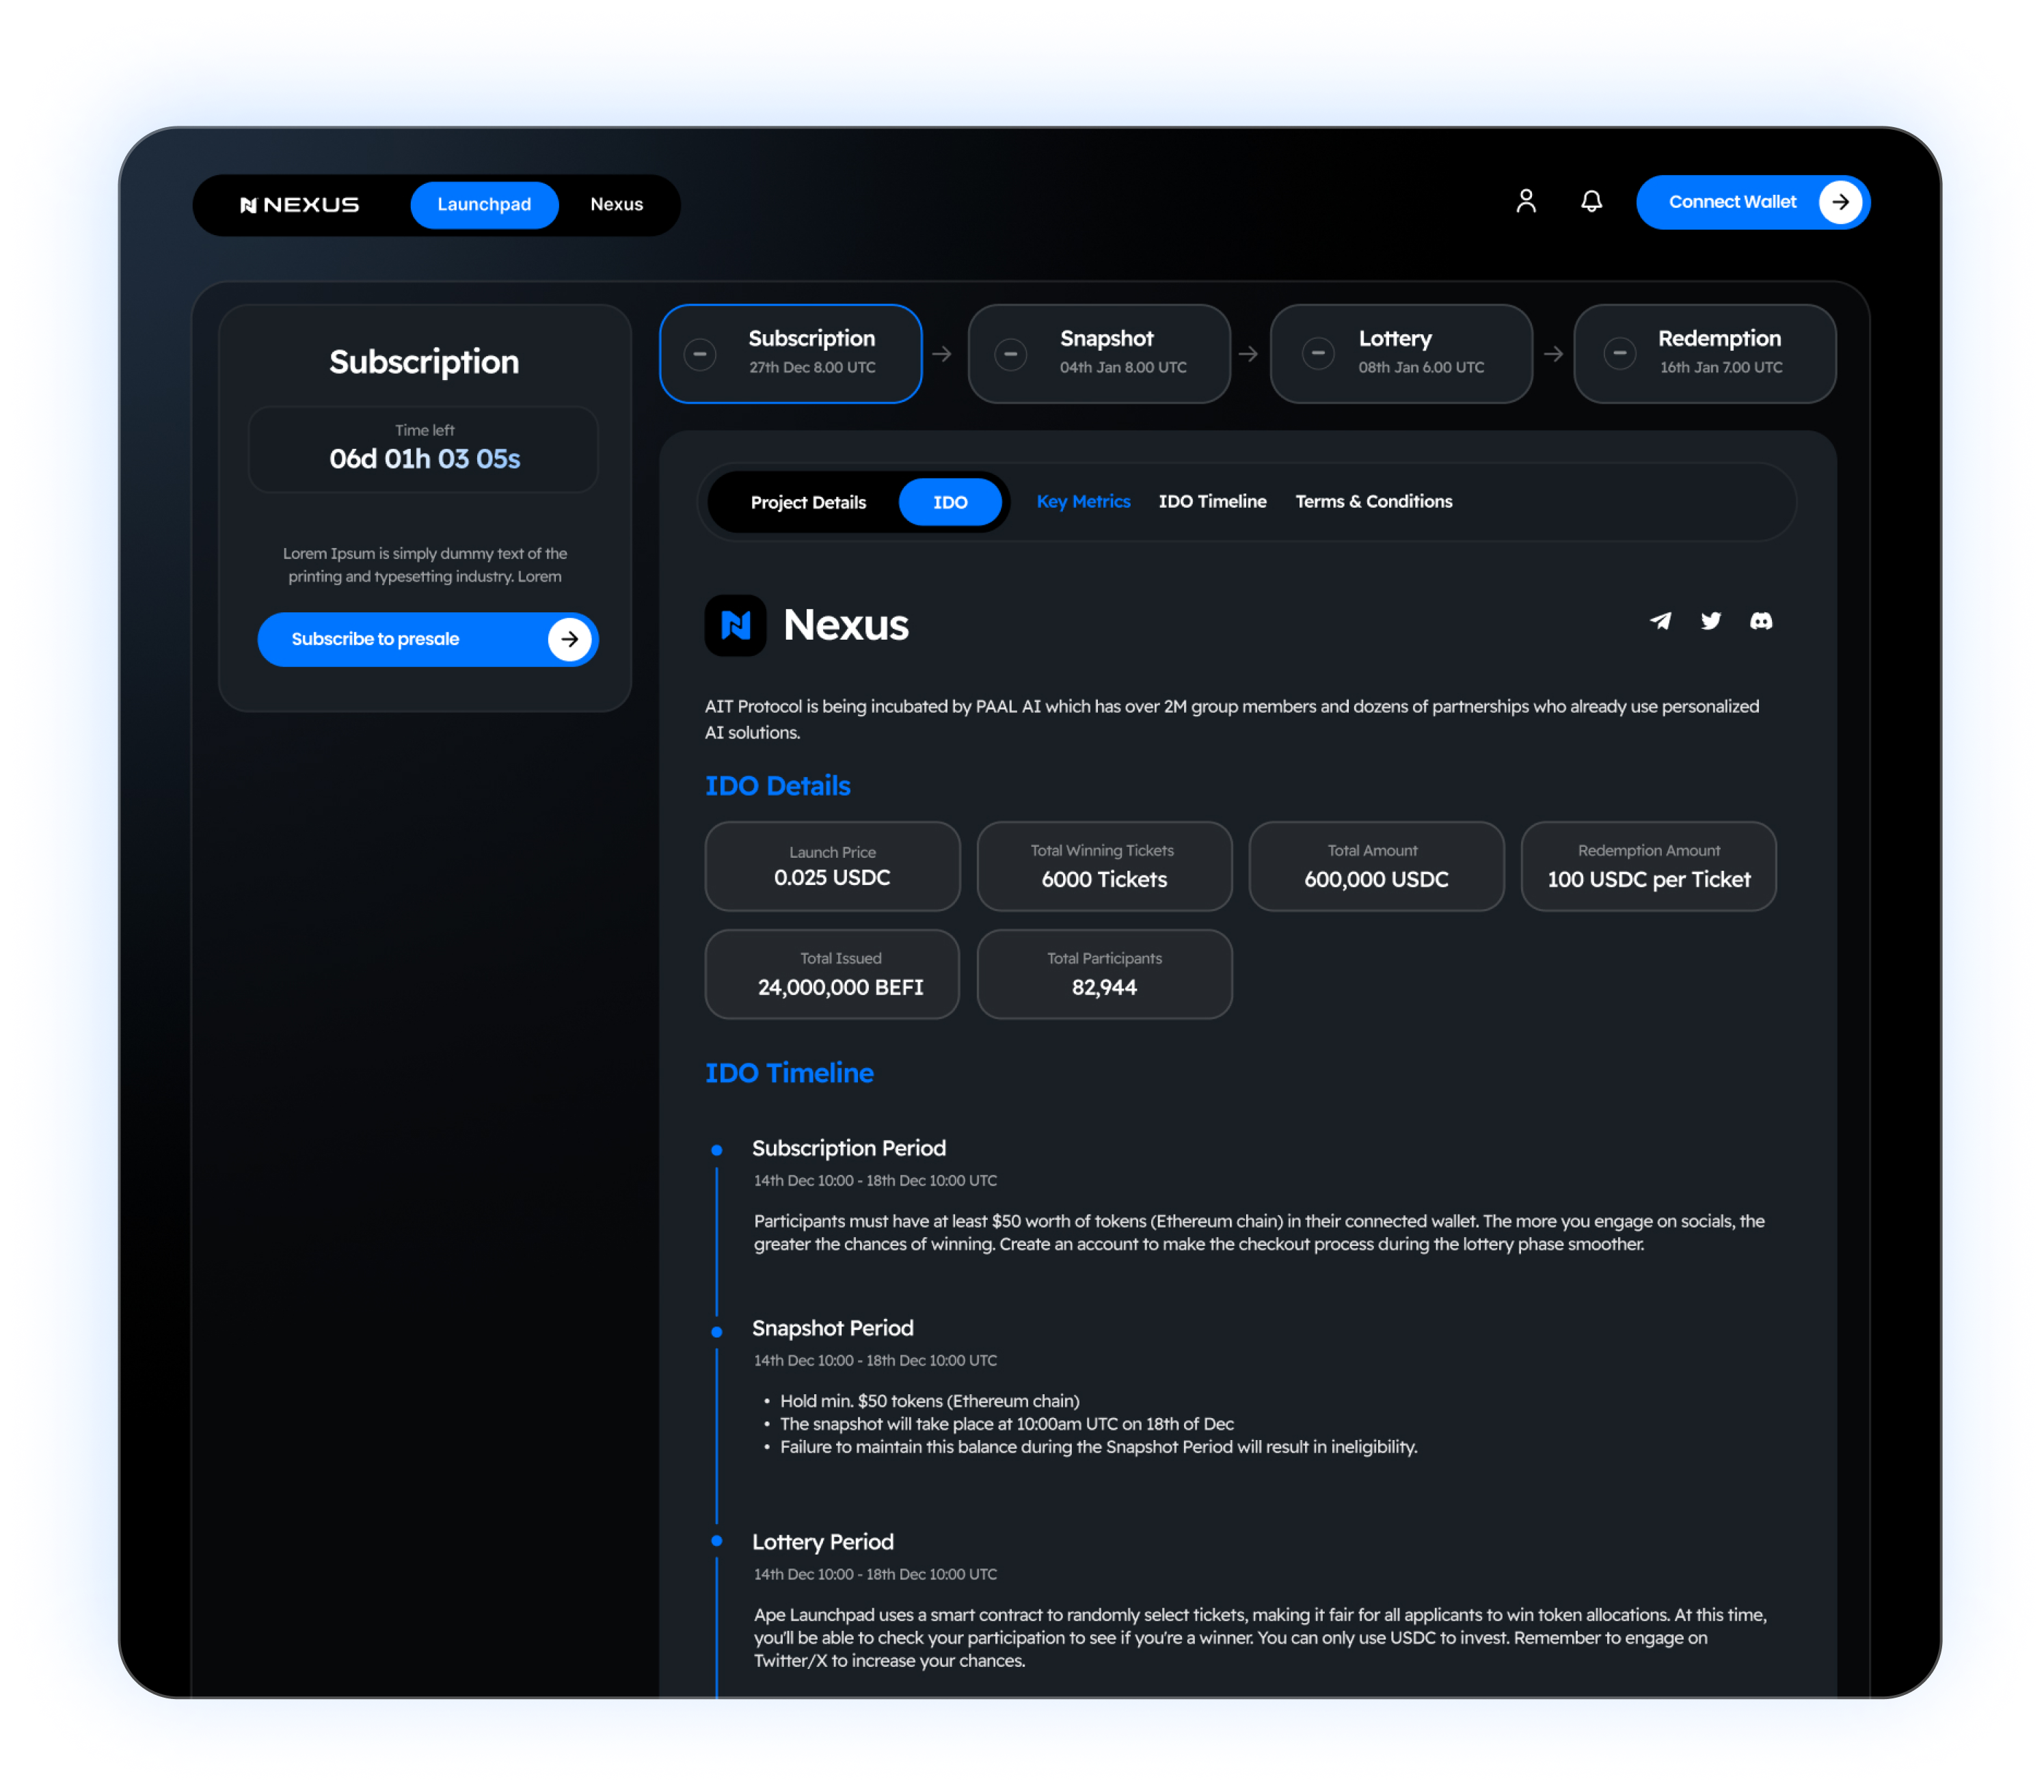 NEXUS Launchpad Nexus Connect Wallet
Subscription
Time left
06d 01h 03 05s
Lorem Ipsum is simply dummy text of the
printing and typesetting industry. Lorem
Subscribe to presale
Subscription
27th Dec 8.00 UTC
Snapshot
04th Jan 8.00 UTC
Lottery
08th Jan 6.00 UTC
Redemption
16th Jan 7.00 UTC
Project Details IDO Key Metrics IDO Timeline Terms & Conditions
Nexus
AIT Protocol is being incubated by PAAL AI which has over 2M group members and dozens of partnerships who already use personalized
AI solutions.
IDO Details
Launch Price
0.025 USDC
Total Winning Tickets
6000 Tickets
Total Amount
600,000 USDC
Redemption Amount
100 USDC per Ticket
Total Issued
24,000,000 BEFI
Total Participants
82,944
IDO Timeline
Subscription Period
14th Dec 10:00 - 18th Dec 10:00 UTC
Participants must have at least $50 worth of tokens (Ethereum chain) in their connected wallet. The more you engage on socials, the
greater the chances of winning. Create an account to make the checkout process during the lottery phase smoother.
Snapshot Period
14th Dec 10:00 - 18th Dec 10:00 UTC
• Hold min. $50 tokens (Ethereum chain)
• The snapshot will take place at 10:00am UTC on 18th of Dec
• Failure to maintain this balance during the Snapshot Period will result in ineligibility.
Lottery Period
14th Dec 10:00 - 18th Dec 10:00 UTC
Ape Launchpad uses a smart contract to randomly select tickets, making it fair for all applicants to win token allocations. At this time,
you'll be able to check your participation to see if you're a winner. You can only use USDC to invest. Remember to engage on
Twitter/X to increase your chances.